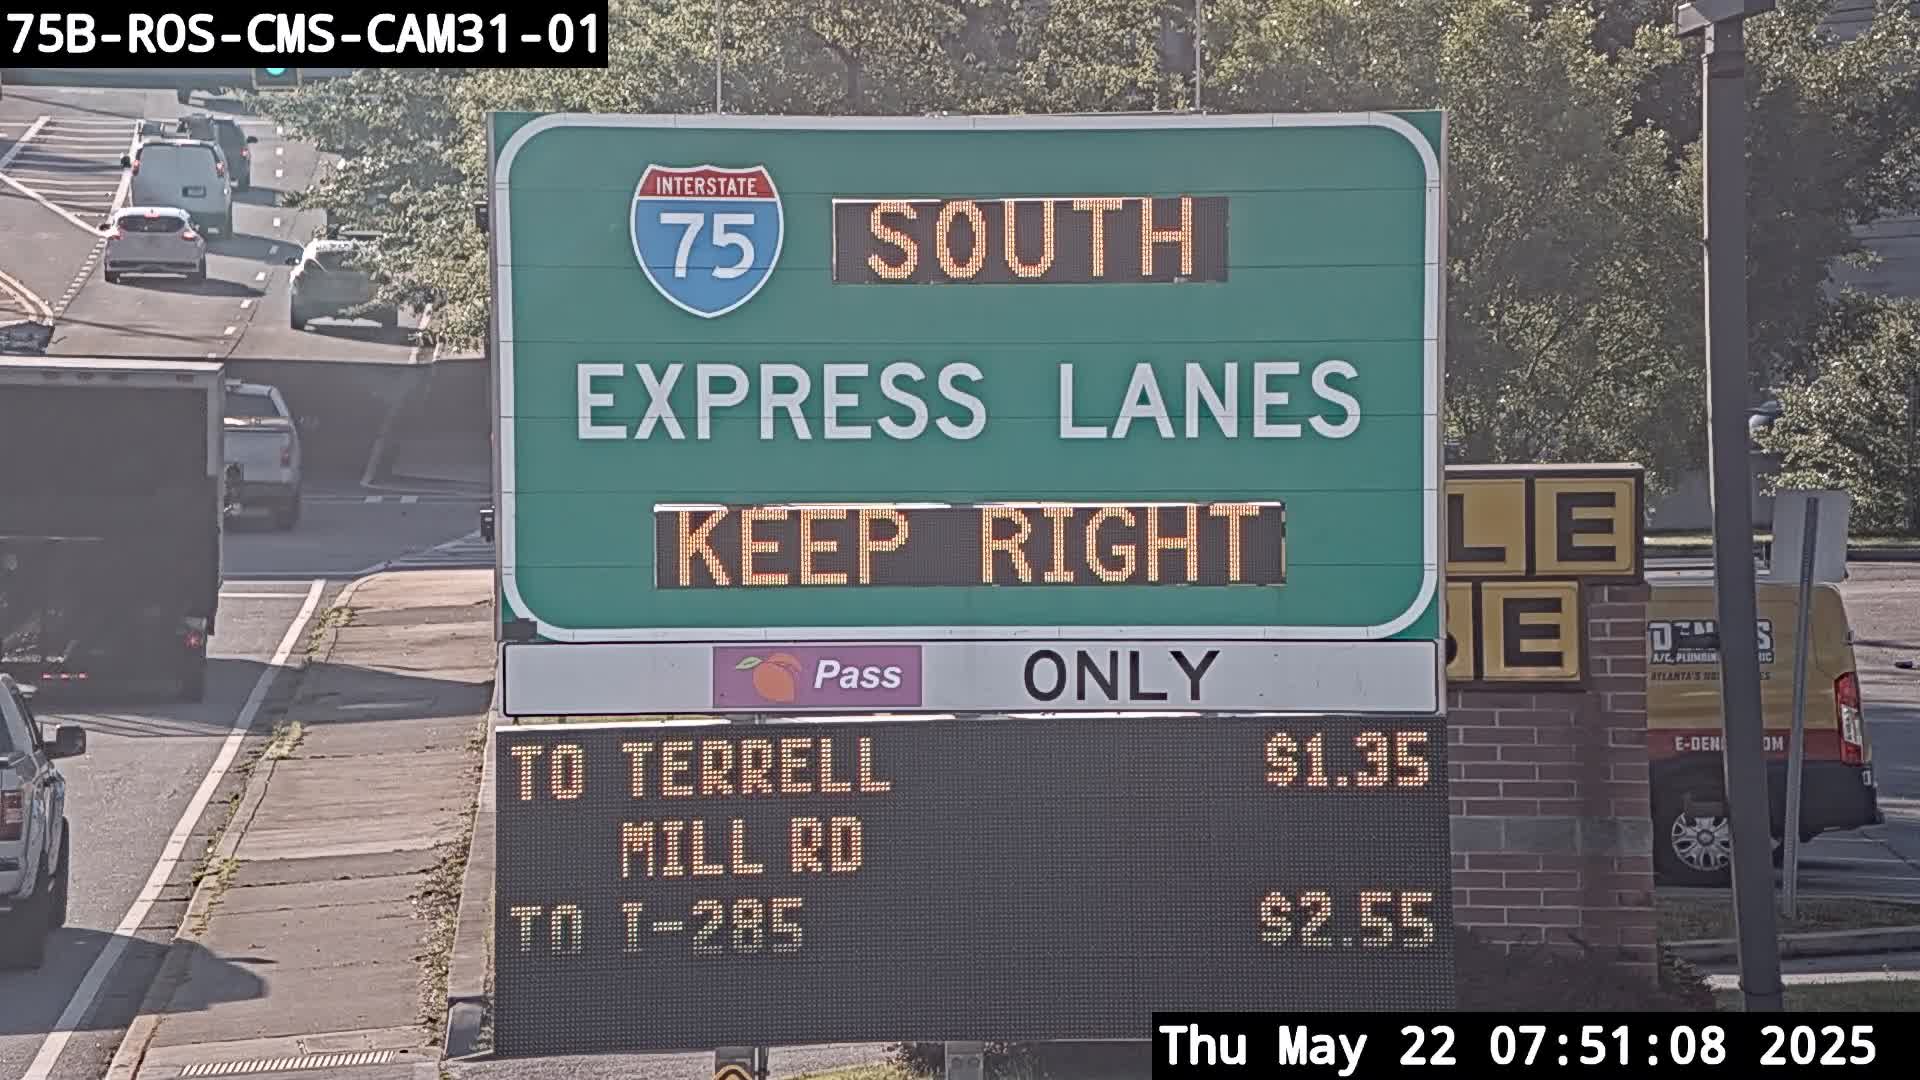 75B-ROS-CMS-CAM31-01
INTERSTATE
75
SOUTH
EXPRESS LANES
KEEP RIGHT
Pass ONLY
TO TERRELL $1.35
MILL RD
TO I-285 $2.55
LE
E
Thu May 22 07:51:08 2025